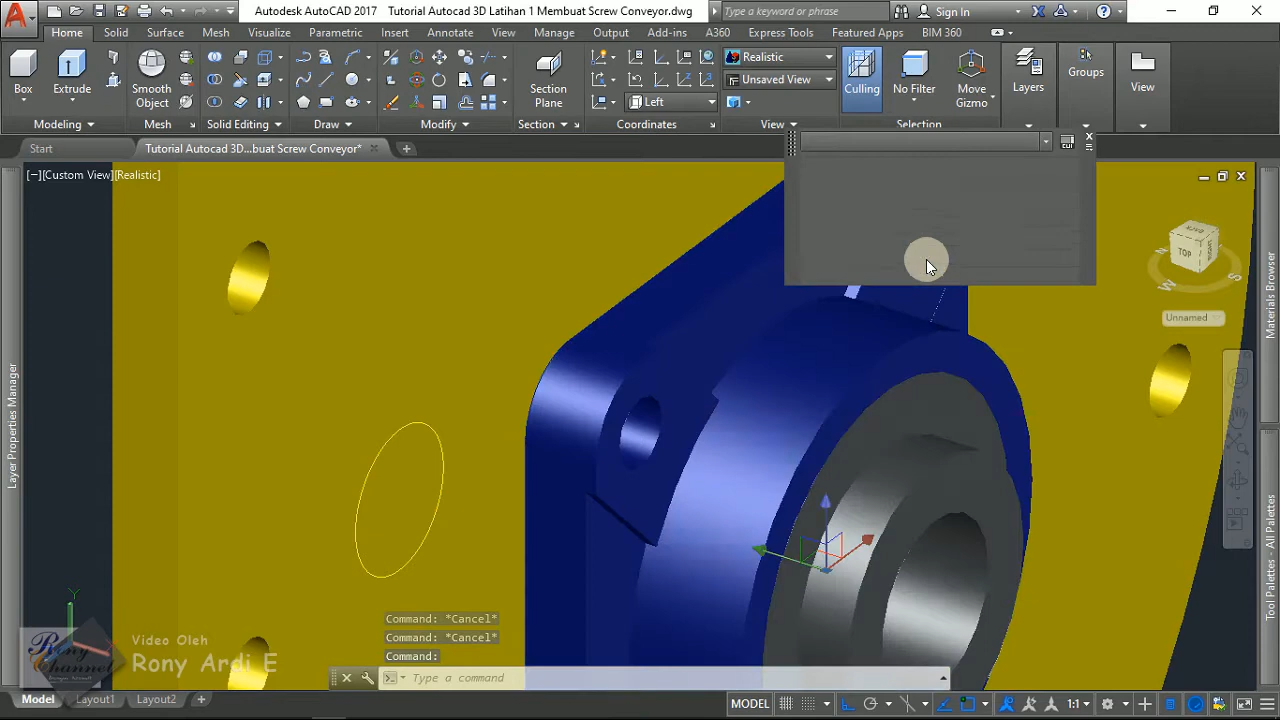 Autodesk AutoCAD 2017 Tutorial Autocad 3D Latihan 1 Membuat Screw Conveyor.dwg
Type a keyword or phrase
Sign In
Home Solid Surface Mesh Visualize Parametric Insert Annotate View Manage Output Add-ins A360 Express Tools Featured Apps BIM 360
Box
Extrude
Smooth Object
Section Plane
Left
Realistic
Unsaved View
Culling
No Filter
Move Gizmo
Layers
Groups
View
Modeling
Mesh
Solid Editing
Draw
Modify
Section
Coordinates
View
Selection
Start
Tutorial Autocad 3D...buat Screw Conveyor*
[−][Custom View][Realistic]
TOP
W
S
N
Unnamed
Layer Properties Manager
Materials Browser
Tool Palettes - All Palettes
Y
Command: *Cancel*
Command: *Cancel*
Command:
Type a command
Rony Channel
Video Oleh
Rony Ardi E
Model Layout1 Layout2
MODEL
1:1